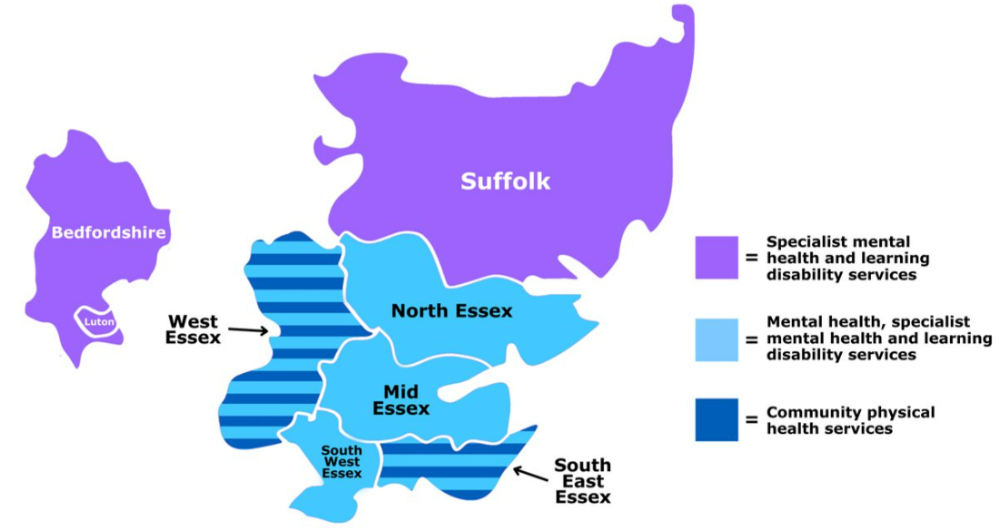 Suffolk
Bedfordshire
Luton
West
Essex
North Essex
Mid
Essex
South
West
Essex
South
East
Essex
= Specialist mental
health and learning
disability services
= Mental health, specialist
mental health and learning
disability services
= Community physical
health services